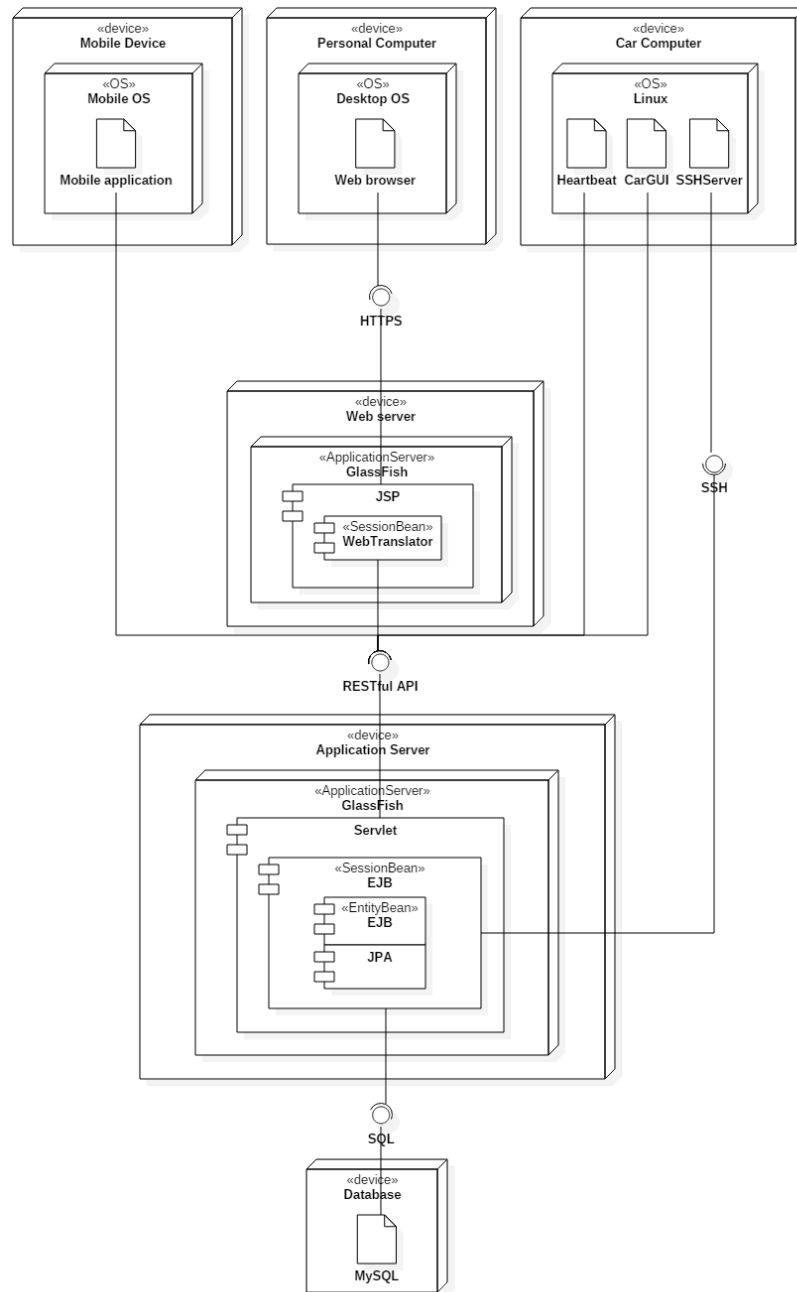 «device»
Mobile Device
«OS»
Mobile OS
Mobile application
«device»
Personal Computer
«OS»
Desktop OS
Web browser
«device»
Car Computer
«OS»
Linux
Heartbeat
CarGUI
SSHServer
HTTPS
«device»
Web server
«ApplicationServer»
GlassFish
JSP
«SessionBean»
WebTranslator
SSH
RESTful API
«device»
Application Server
«ApplicationServer»
GlassFish
Servlet
«SessionBean»
EJB
«EntityBean»
EJB
JPA
SQL
«device»
Database
MySQL